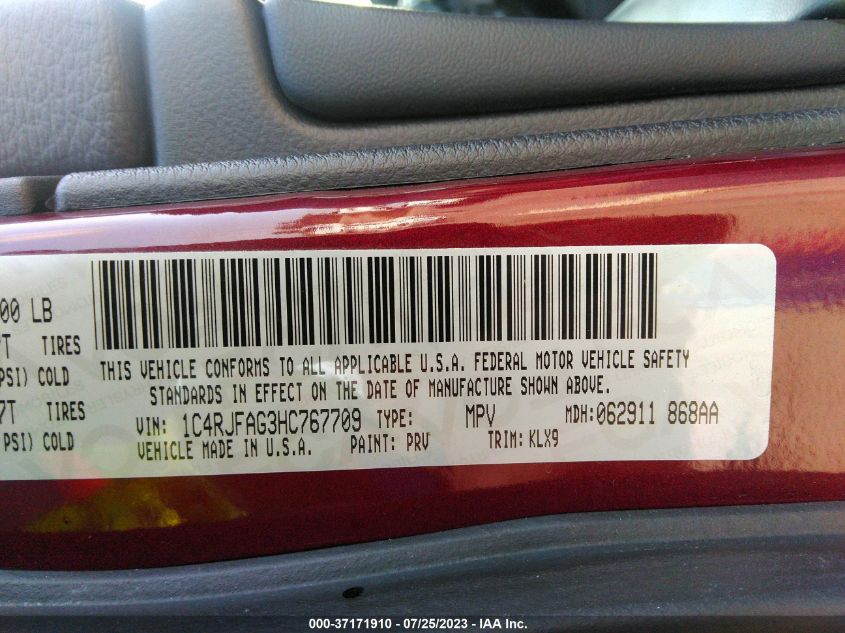 00 LB
T TIRES
PSI) COLD
7T TIRES
PSI) COLD
THIS VEHICLE CONFORMS TO ALL APPLICABLE U.S.A. FEDERAL MOTOR VEHICLE SAFETY
STANDARDS IN EFFECT ON THE DATE OF MANUFACTURE SHOWN ABOVE.
VIN: 1C4RJFAG3HC767709 TYPE: MPV MDH:062911 868AA
VEHICLE MADE IN U.S.A. PAINT: PRV TRIM: KLX9
000-37171910 - 07/25/2023 - IAA Inc.